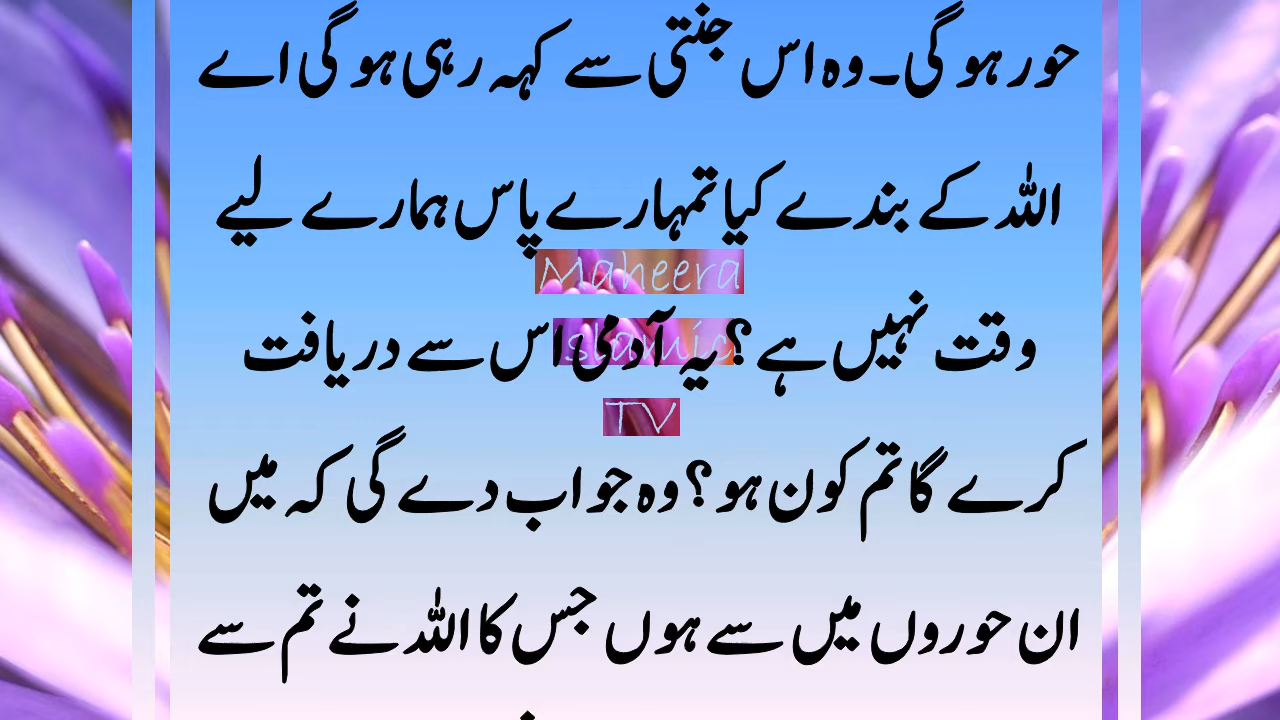 حور ہو گی۔ وہ اس جنتی سے کہہ رہی ہو گی اے
اللہ کے بندے کیا تمہارے پاس ہمارے لیے
Maheera
وقت نہیں ہے؟ یہ آدمی اس سے دریافت
Islamic
TV
کرے گا تم کون ہو؟ وہ جواب دے گی کہ میں
ان حوروں میں سے ہوں جس کا اللہ نے تم سے